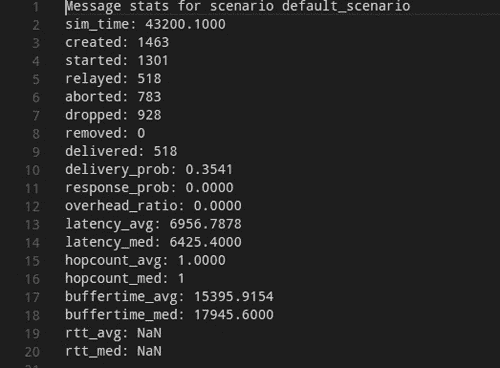 1 Message stats for scenario default_scenario
2 sim_time: 43200.1000
3 created: 1463
4 started: 1301
5 relayed: 518
6 aborted: 783
7 dropped: 928
8 removed: 0
9 delivered: 518
10 delivery_prob: 0.3541
11 response_prob: 0.0000
12 overhead_ratio: 0.0000
13 latency_avg: 6956.7878
14 latency_med: 6425.4000
15 hopcount_avg: 1.0000
16 hopcount_med: 1
17 buffertime_avg: 15395.9154
18 buffertime_med: 17945.6000
19 rtt_avg: NaN
20 rtt_med: NaN